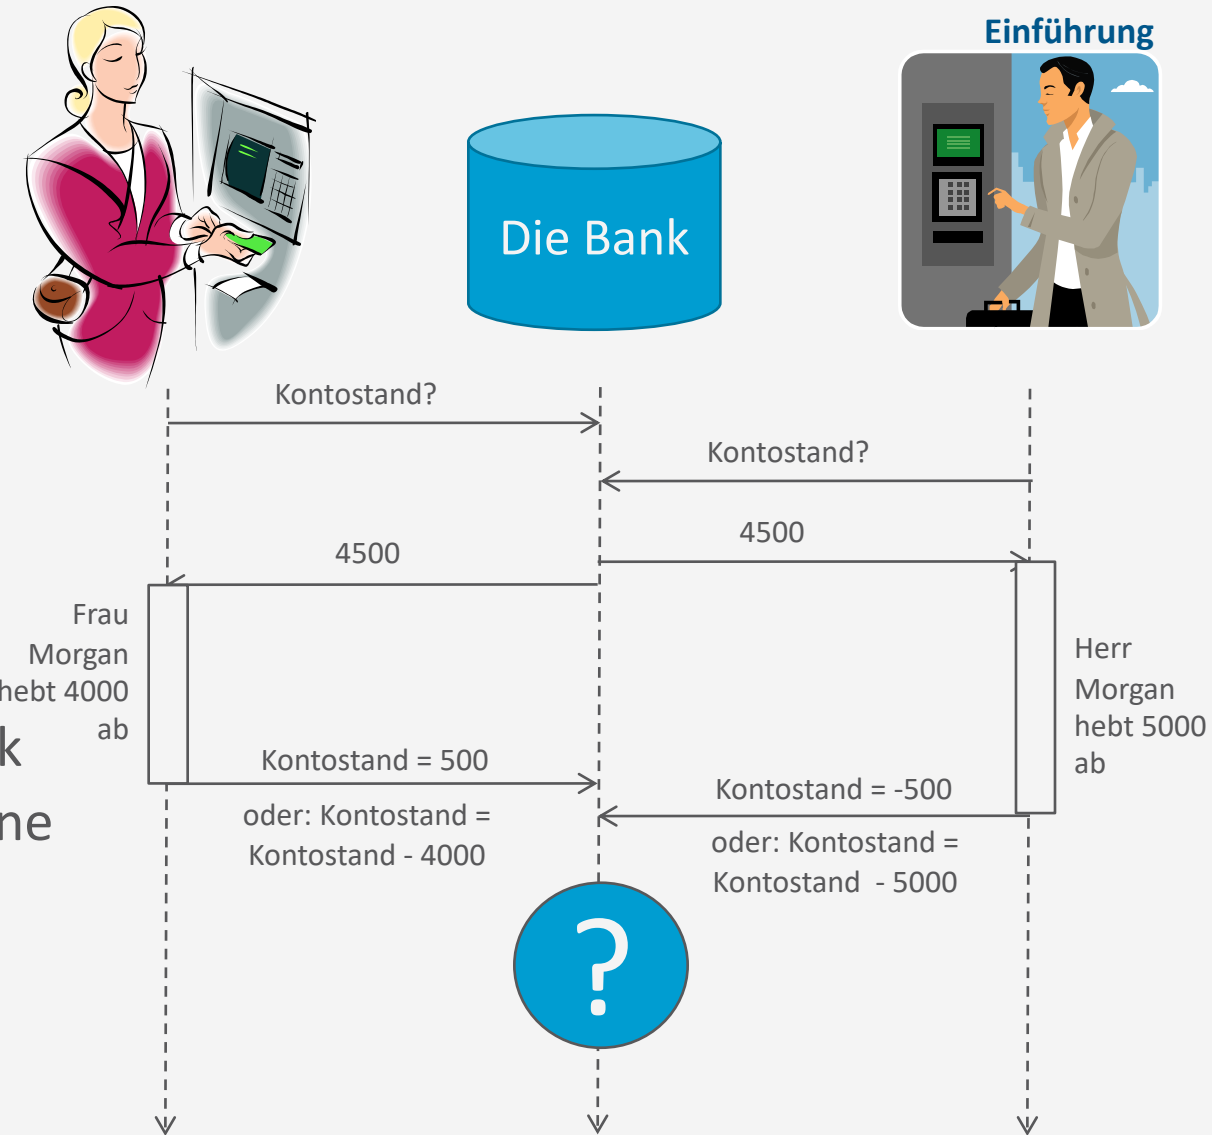 Einführung
Die Bank
Kontostand?
Kontostand?
4500
4500
Frau
Morgan
hebt 4000
ab
k
ne
Herr
Morgan
hebt 5000
ab
Kontostand = 500
oder: Kontostand =
Kontostand - 4000
Kontostand = -500
oder: Kontostand =
Kontostand - 5000
?